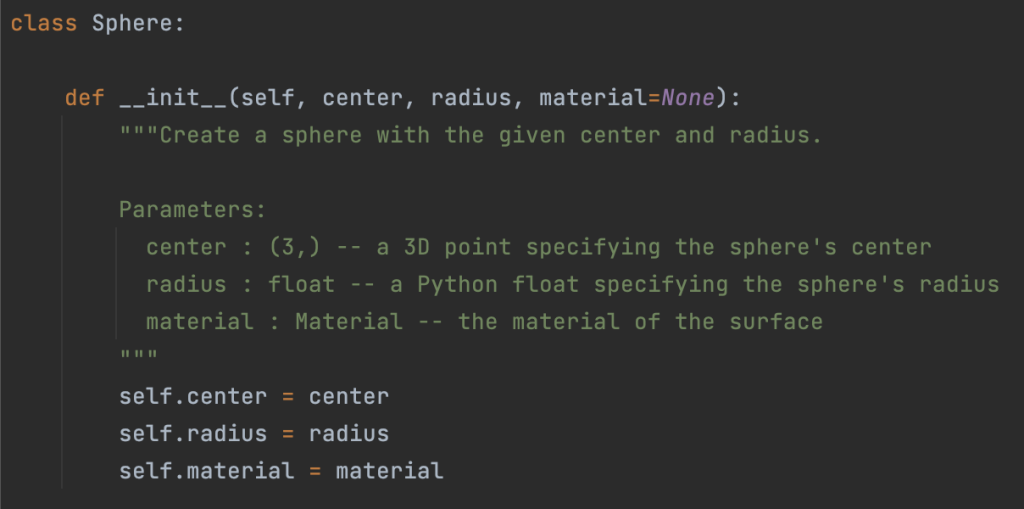 class Sphere:
    def __init__(self, center, radius, material=None):
        """Create a sphere with the given center and radius.
        Parameters:
          center : (3,) -- a 3D point specifying the sphere's center
          radius : float -- a Python float specifying the sphere's radius
          material : Material -- the material of the surface
        """
        self.center = center
        self.radius = radius
        self.material = material